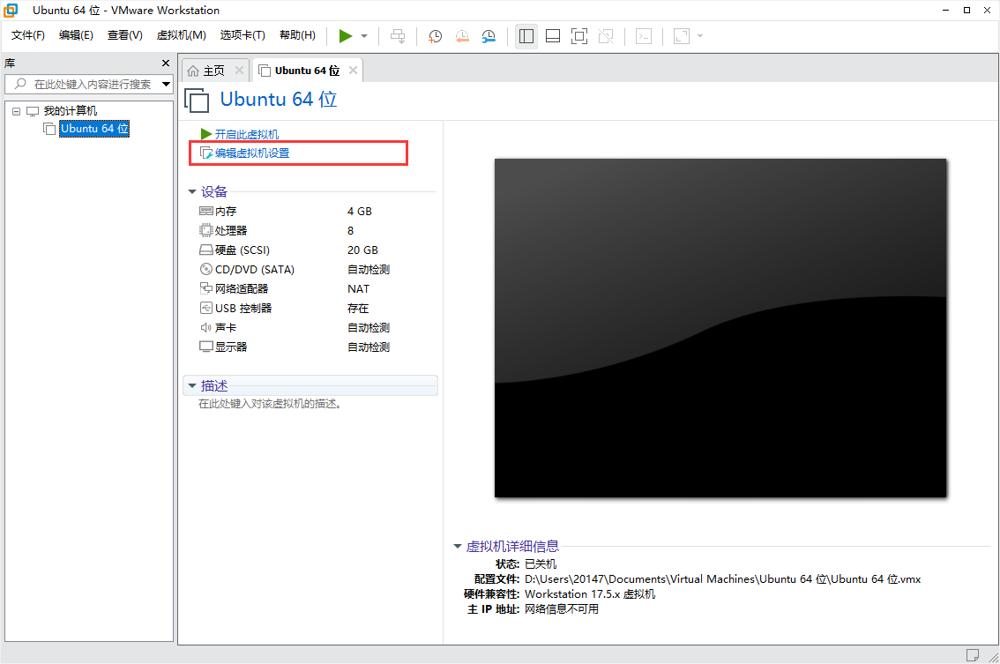 Ubuntu 64 位 - VMware Workstation
文件(F) 编辑(E) 查看(V) 虚拟机(M) 选项卡(T) 帮助(H)
库
在此处键入内容进行搜索
我的计算机
Ubuntu 64 位
主页
Ubuntu 64 位
Ubuntu 64 位
开启此虚拟机
编辑虚拟机设置
设备
内存 4 GB
处理器 8
硬盘 (SCSI) 20 GB
CD/DVD (SATA) 自动检测
网络适配器 NAT
USB 控制器 存在
声卡 自动检测
显示器 自动检测
描述
在此处键入对该虚拟机的描述。
虚拟机详细信息
状态: 已关机
配置文件: D:\Users\20147\Documents\Virtual Machines\Ubuntu 64 位\Ubuntu 64 位.vmx
硬件兼容性: Workstation 17.5.x 虚拟机
主 IP 地址: 网络信息不可用